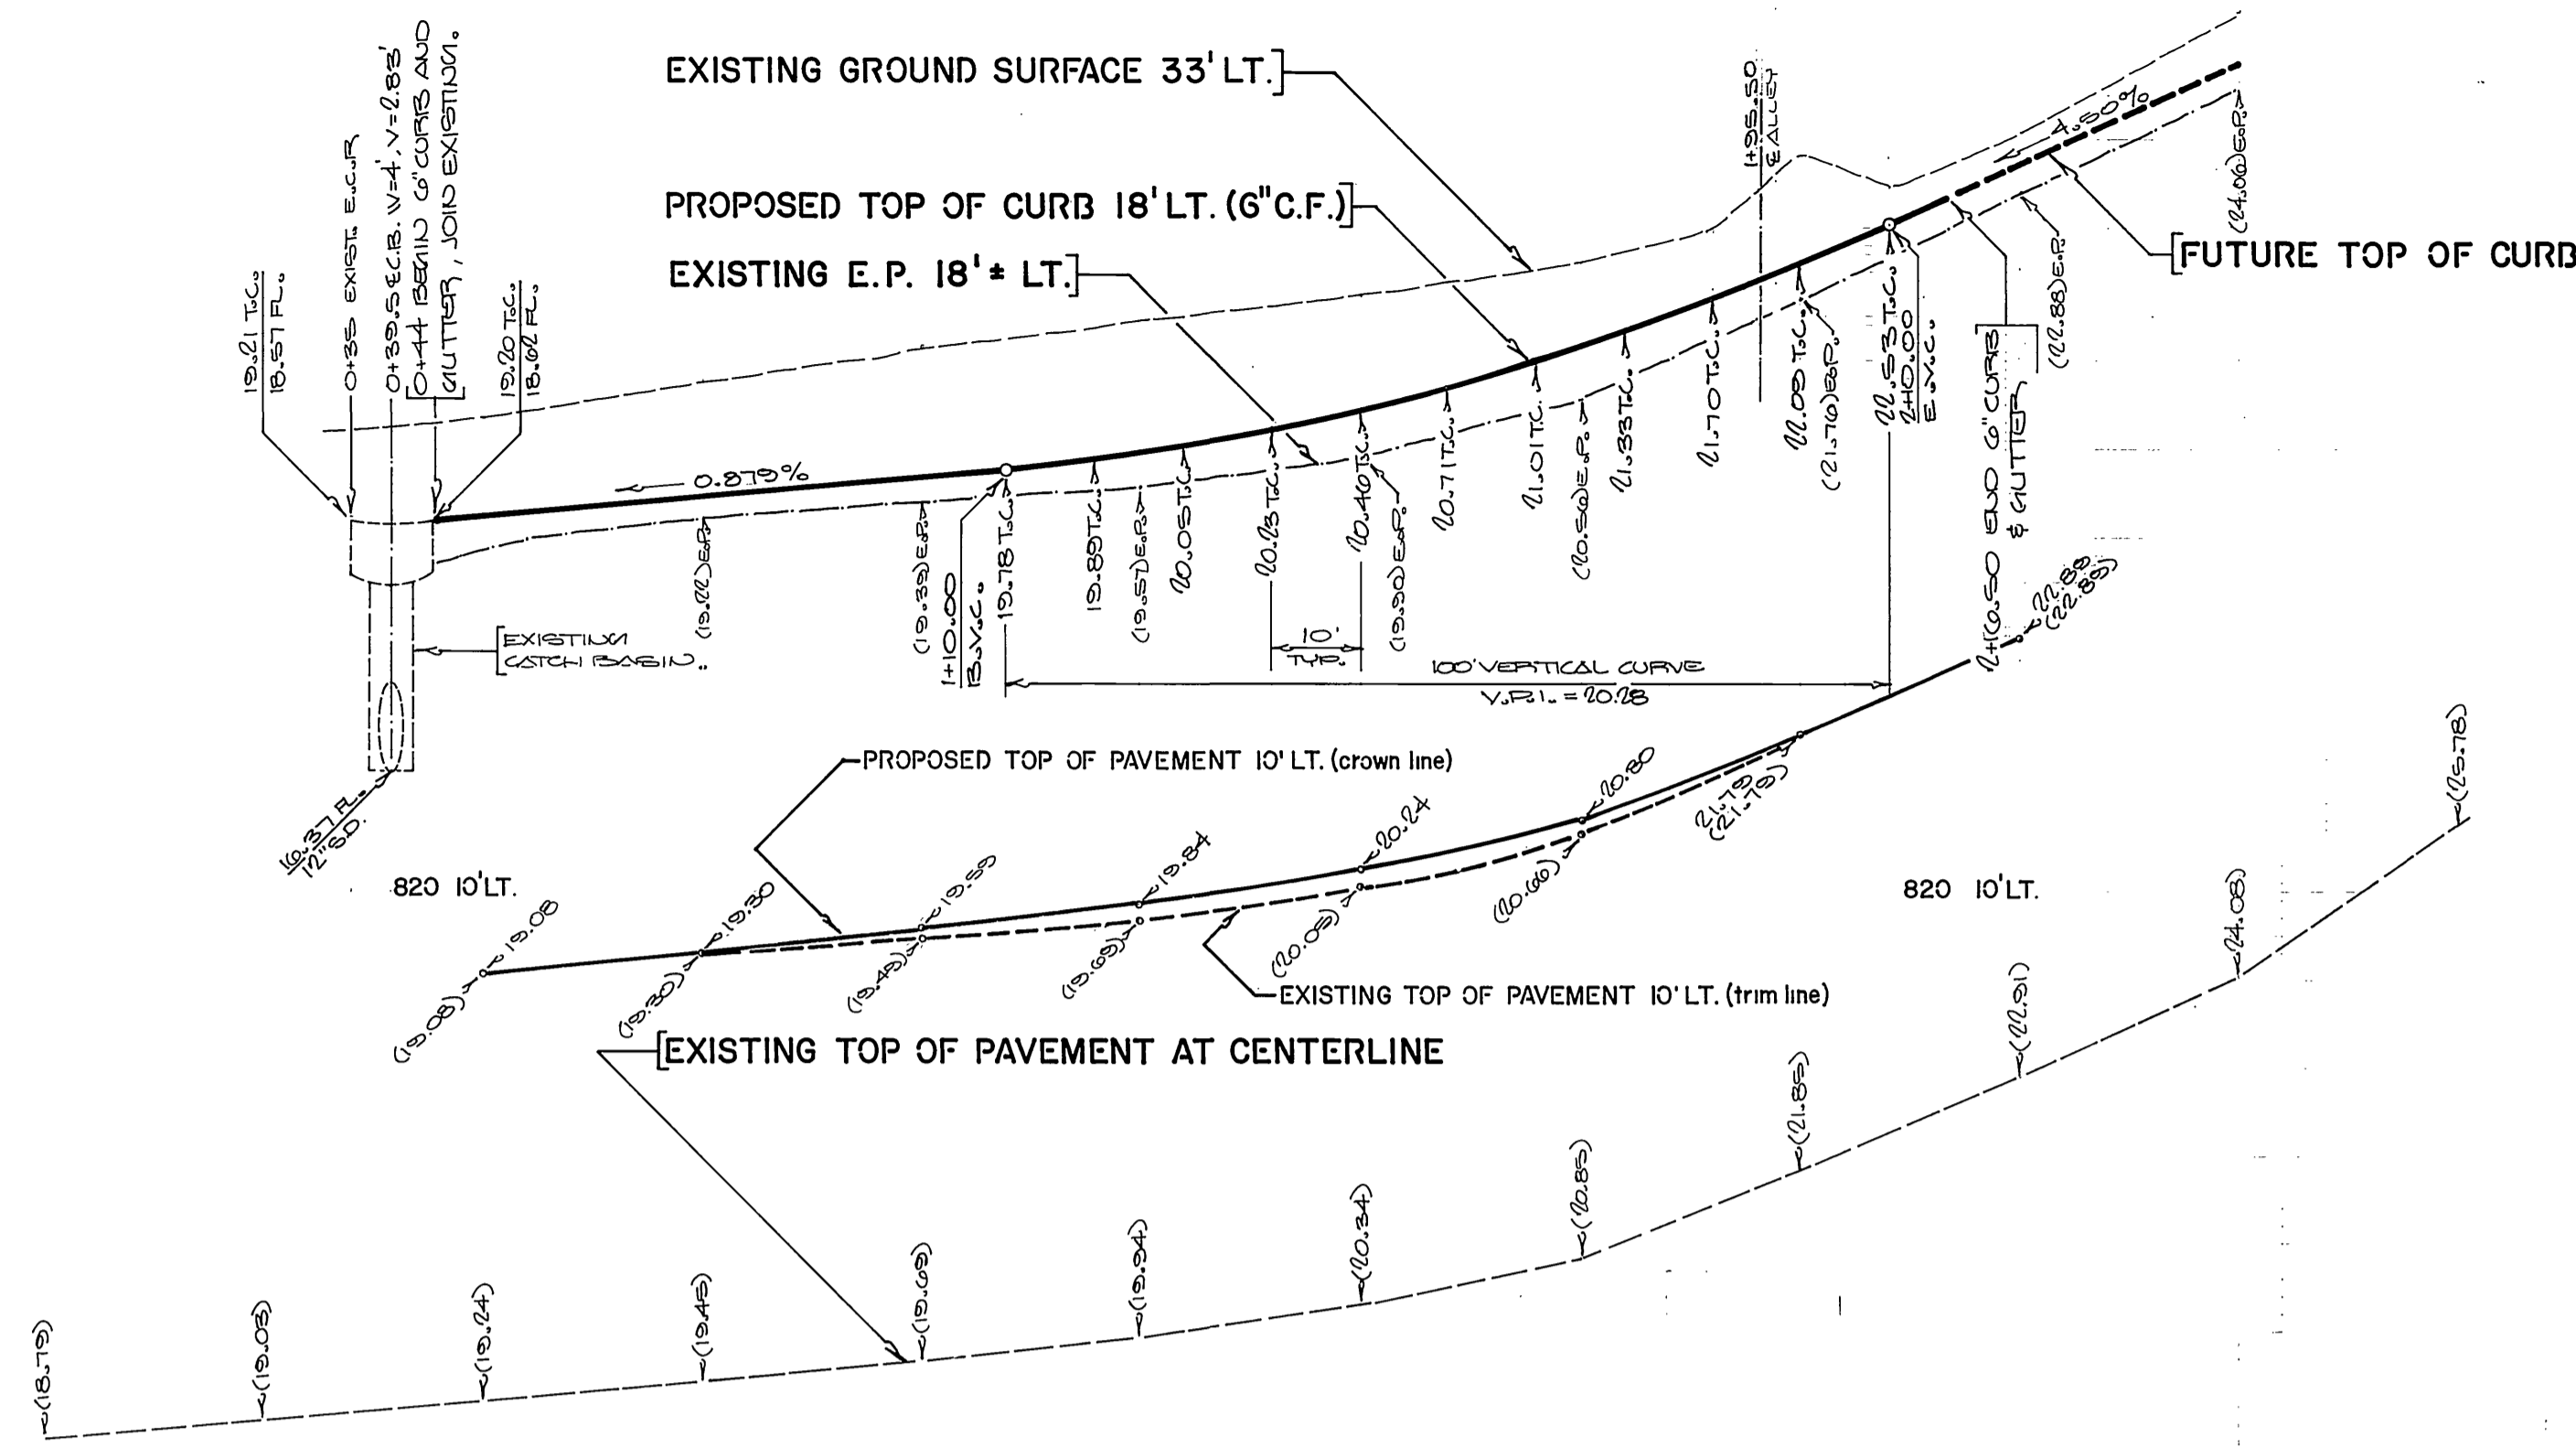 EXISTING GROUND SURFACE 33' LT.
PROPOSED TOP OF CURB 18' LT. (6" C.F.)
EXISTING E.P. 18' ± LT.
19.21 T.C.
18.57 FL.
0+35 EXIST. E.C.R.
0+39.5 ¢ C.B. W=4', V=2.83'
0+44 BEGIN 6" CURB AND
GUTTER, JOIN EXISTING.
19.20 T.C.
18.62 FL.
1+95.50
¢ ALLEY
4.50%
(24.06) E.P.
[FUTURE TOP OF CURB
0.879%
(19.22) E.P.
(19.39) E.P.
1+10.00
B.V.C.
19.78 T.C.
19.89 T.C.
(19.57) E.P.
20.05 T.C.
20.23 T.C.
20.46 T.C.
(19.90) E.P.
20.71 T.C.
21.01 T.C.
(20.56) E.P.
21.33 T.C.
21.70 T.C.
22.09 T.C.
(21.76) E.P.
22.53 T.C.
2+10.00
E.V.C.
2+16.50 END 6" CURB
& GUTTER
(22.88) E.P.
10'
TYP.
100' VERTICAL CURVE
V.P.I. = 20.28
EXISTING
CATCH BASIN.
16.37 FL.
12" S.D.
PROPOSED TOP OF PAVEMENT 10' LT. (crown line)
820 10' LT.
820 10' LT.
19.08
19.30
19.59
19.84
20.24
20.80
21.79
(21.79)
22.89
(22.89)
(19.08)
(19.30)
(19.49)
(19.69)
(20.05)
(20.66)
EXISTING TOP OF PAVEMENT 10' LT. (trim line)
[EXISTING TOP OF PAVEMENT AT CENTERLINE
(18.79)
(19.03)
(19.24)
(19.45)
(19.69)
(19.94)
(20.34)
(20.85)
(21.85)
(22.91)
(24.08)
(25.78)